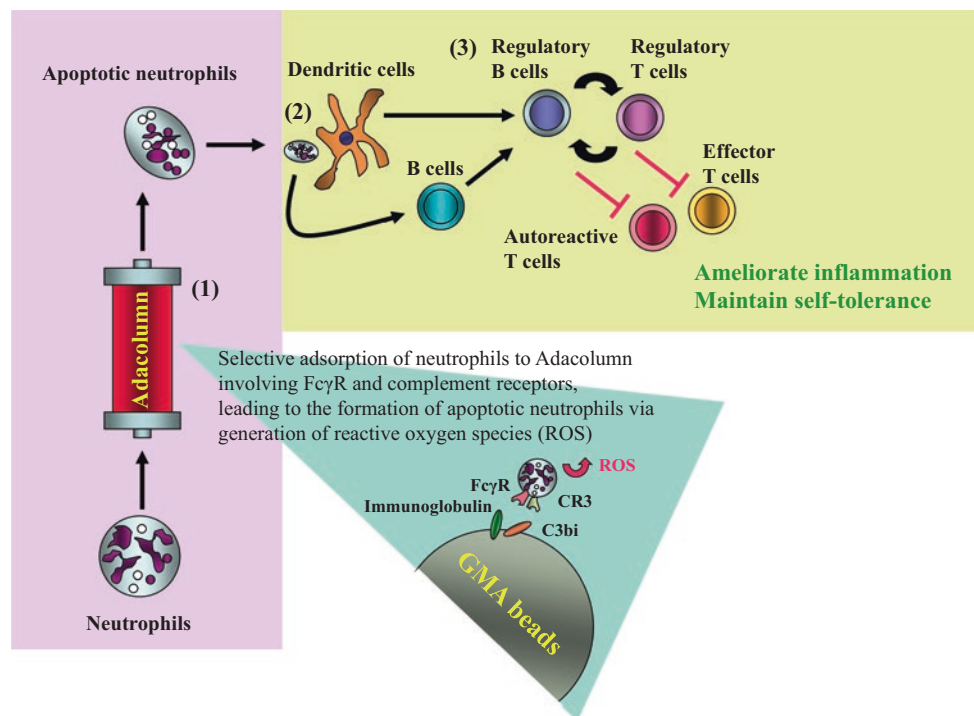 Apoptotic neutrophils
(1)
Adacolumn
Neutrophils
(2)
Dendritic cells
B cells
(3)
Regulatory
B cells
Regulatory
T cells
Effector
T cells
Autoreactive
T cells
Ameliorate inflammation
Maintain self-tolerance
Selective adsorption of neutrophils to Adacolumn
involving FcγR and complement receptors,
leading to the formation of apoptotic neutrophils via
generation of reactive oxygen species (ROS)
ROS
FcγR
CR3
Immunoglobulin
C3bi
GMA beads